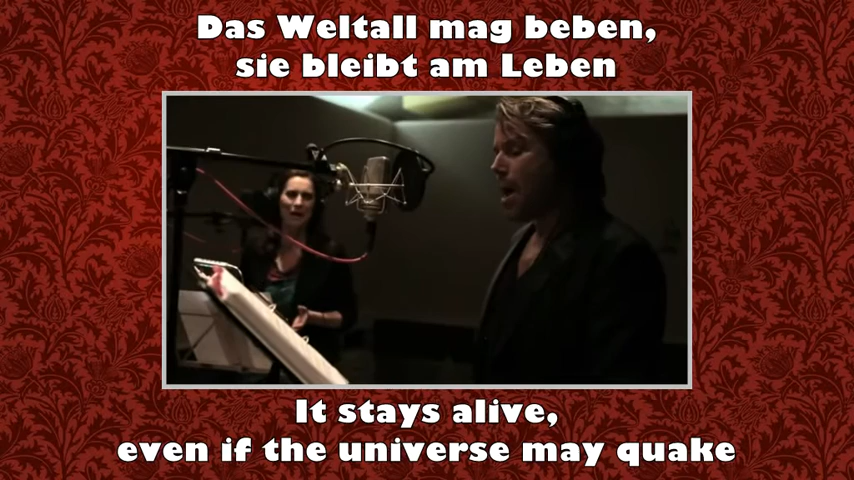 Das Weltall mag beben,
sie bleibt am Leben
It stays alive,
even if the universe may quake